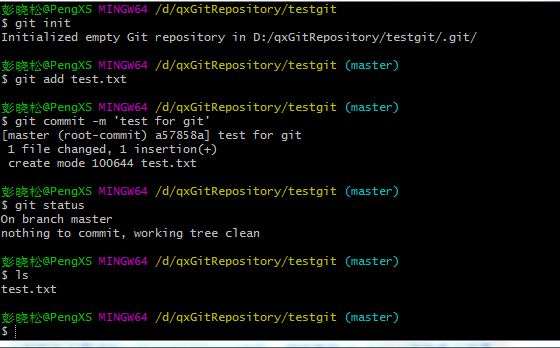 彭晓松@PengXS MINGW64 /d/qxGitRepository/testgit
$ git init
Initialized empty Git repository in D:/qxGitRepository/testgit/.git/
彭晓松@PengXS MINGW64 /d/qxGitRepository/testgit (master)
$ git add test.txt
彭晓松@PengXS MINGW64 /d/qxGitRepository/testgit (master)
$ git commit -m 'test for git'
[master (root-commit) a57858a] test for git
1 file changed, 1 insertion(+)
create mode 100644 test.txt
彭晓松@PengXS MINGW64 /d/qxGitRepository/testgit (master)
$ git status
On branch master
nothing to commit, working tree clean
彭晓松@PengXS MINGW64 /d/qxGitRepository/testgit (master)
$ ls
test.txt
彭晓松@PengXS MINGW64 /d/qxGitRepository/testgit (master)
$